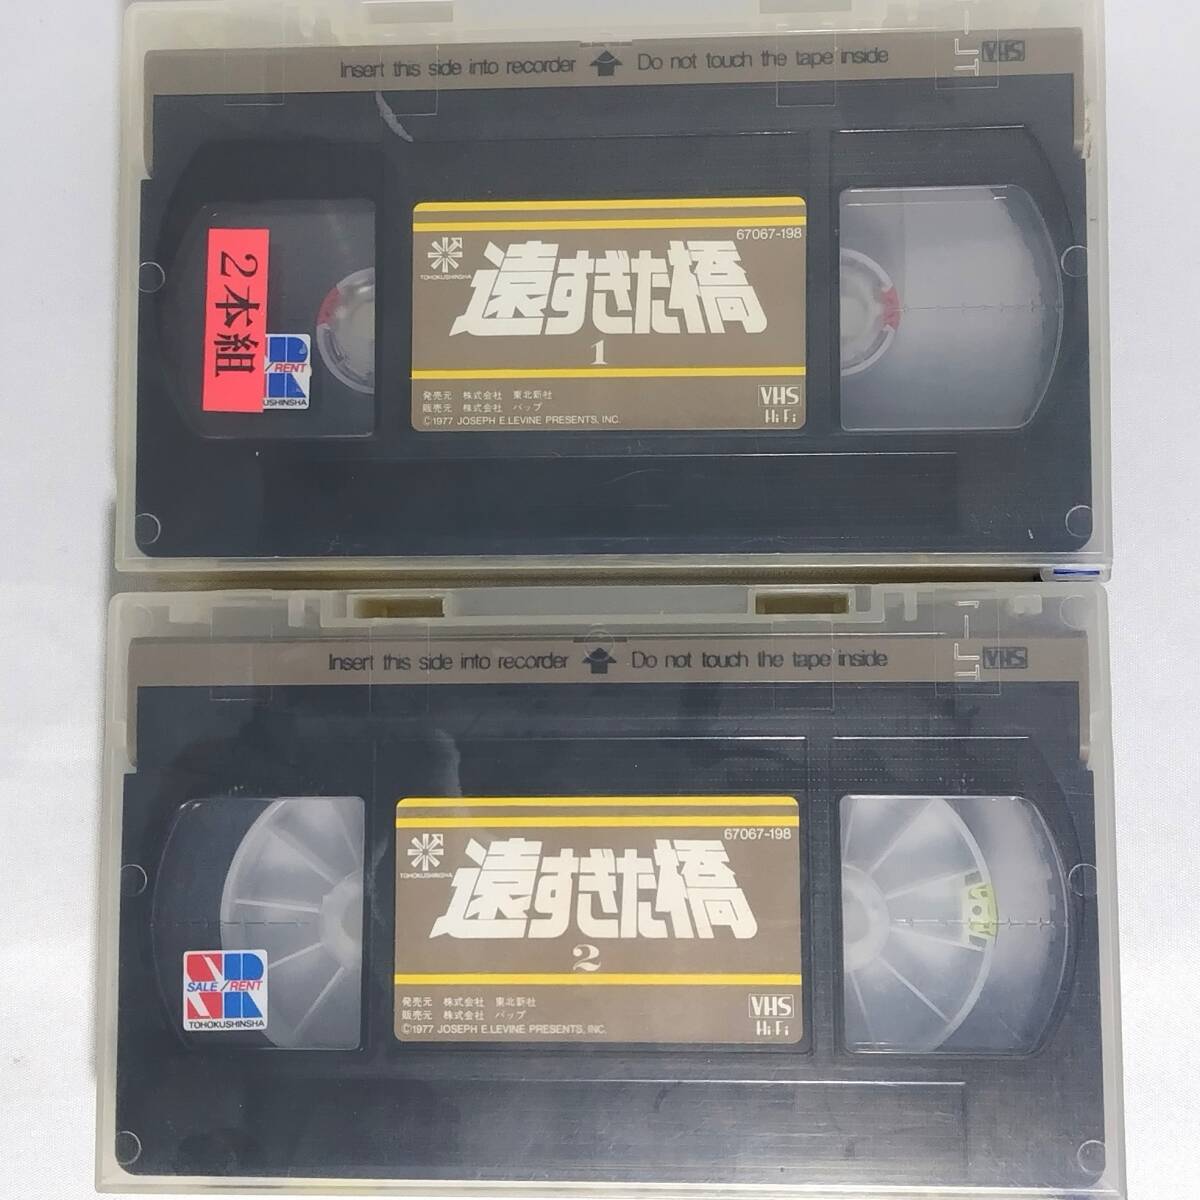 Insert this side into recorder Do not touch the tape inside VHS
67067-198
TOHOKUSHINSHA
遠すぎた橋
1
2本組
/RENT
KUSHINSHA
発売元 株式会社 東北新社
販売元 株式会社 バップ
©1977 JOSEPH E.LEVINE PRESENTS, INC.
VHS
Hi Fi
Insert this side into recorder Do not touch the tape inside VHS
67067-198
TOHOKUSHINSHA
遠すぎた橋
2
SALE/RENT
TOHOKUSHINSHA
発売元 株式会社 東北新社
販売元 株式会社 バップ
©1977 JOSEPH E.LEVINE PRESENTS, INC.
VHS
Hi Fi